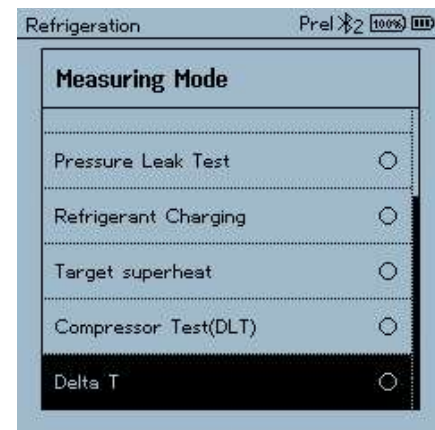 Refrigeration Prel 2 100%
Measuring Mode
Pressure Leak Test
Refrigerant Charging
Target superheat
Compressor Test(DLT)
Delta T